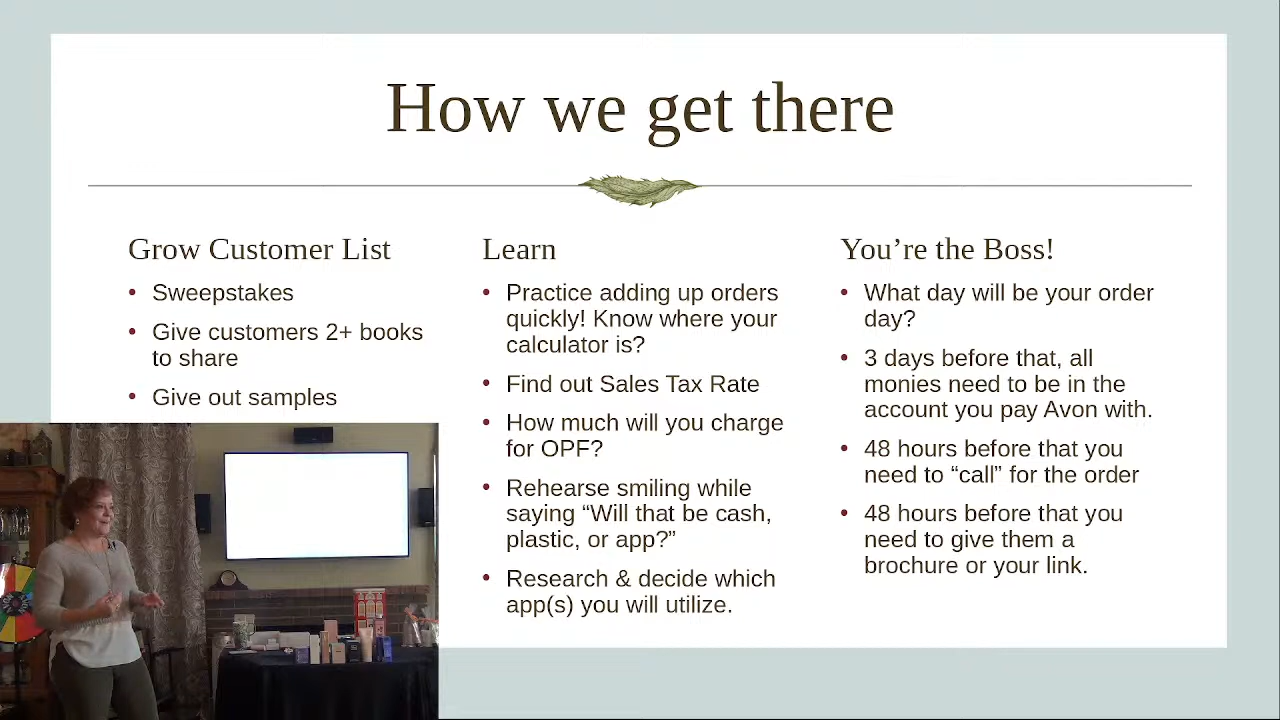 How we get there
Grow Customer List
• Sweepstakes
• Give customers 2+ books
to share
• Give out samples
Learn
• Practice adding up orders
quickly! Know where your
calculator is?
• Find out Sales Tax Rate
• How much will you charge
for OPF?
• Rehearse smiling while
saying “Will that be cash,
plastic, or app?”
• Research & decide which
app(s) you will utilize.
You’re the Boss!
• What day will be your order
day?
• 3 days before that, all
monies need to be in the
account you pay Avon with.
• 48 hours before that you
need to “call” for the order
• 48 hours before that you
need to give them a
brochure or your link.